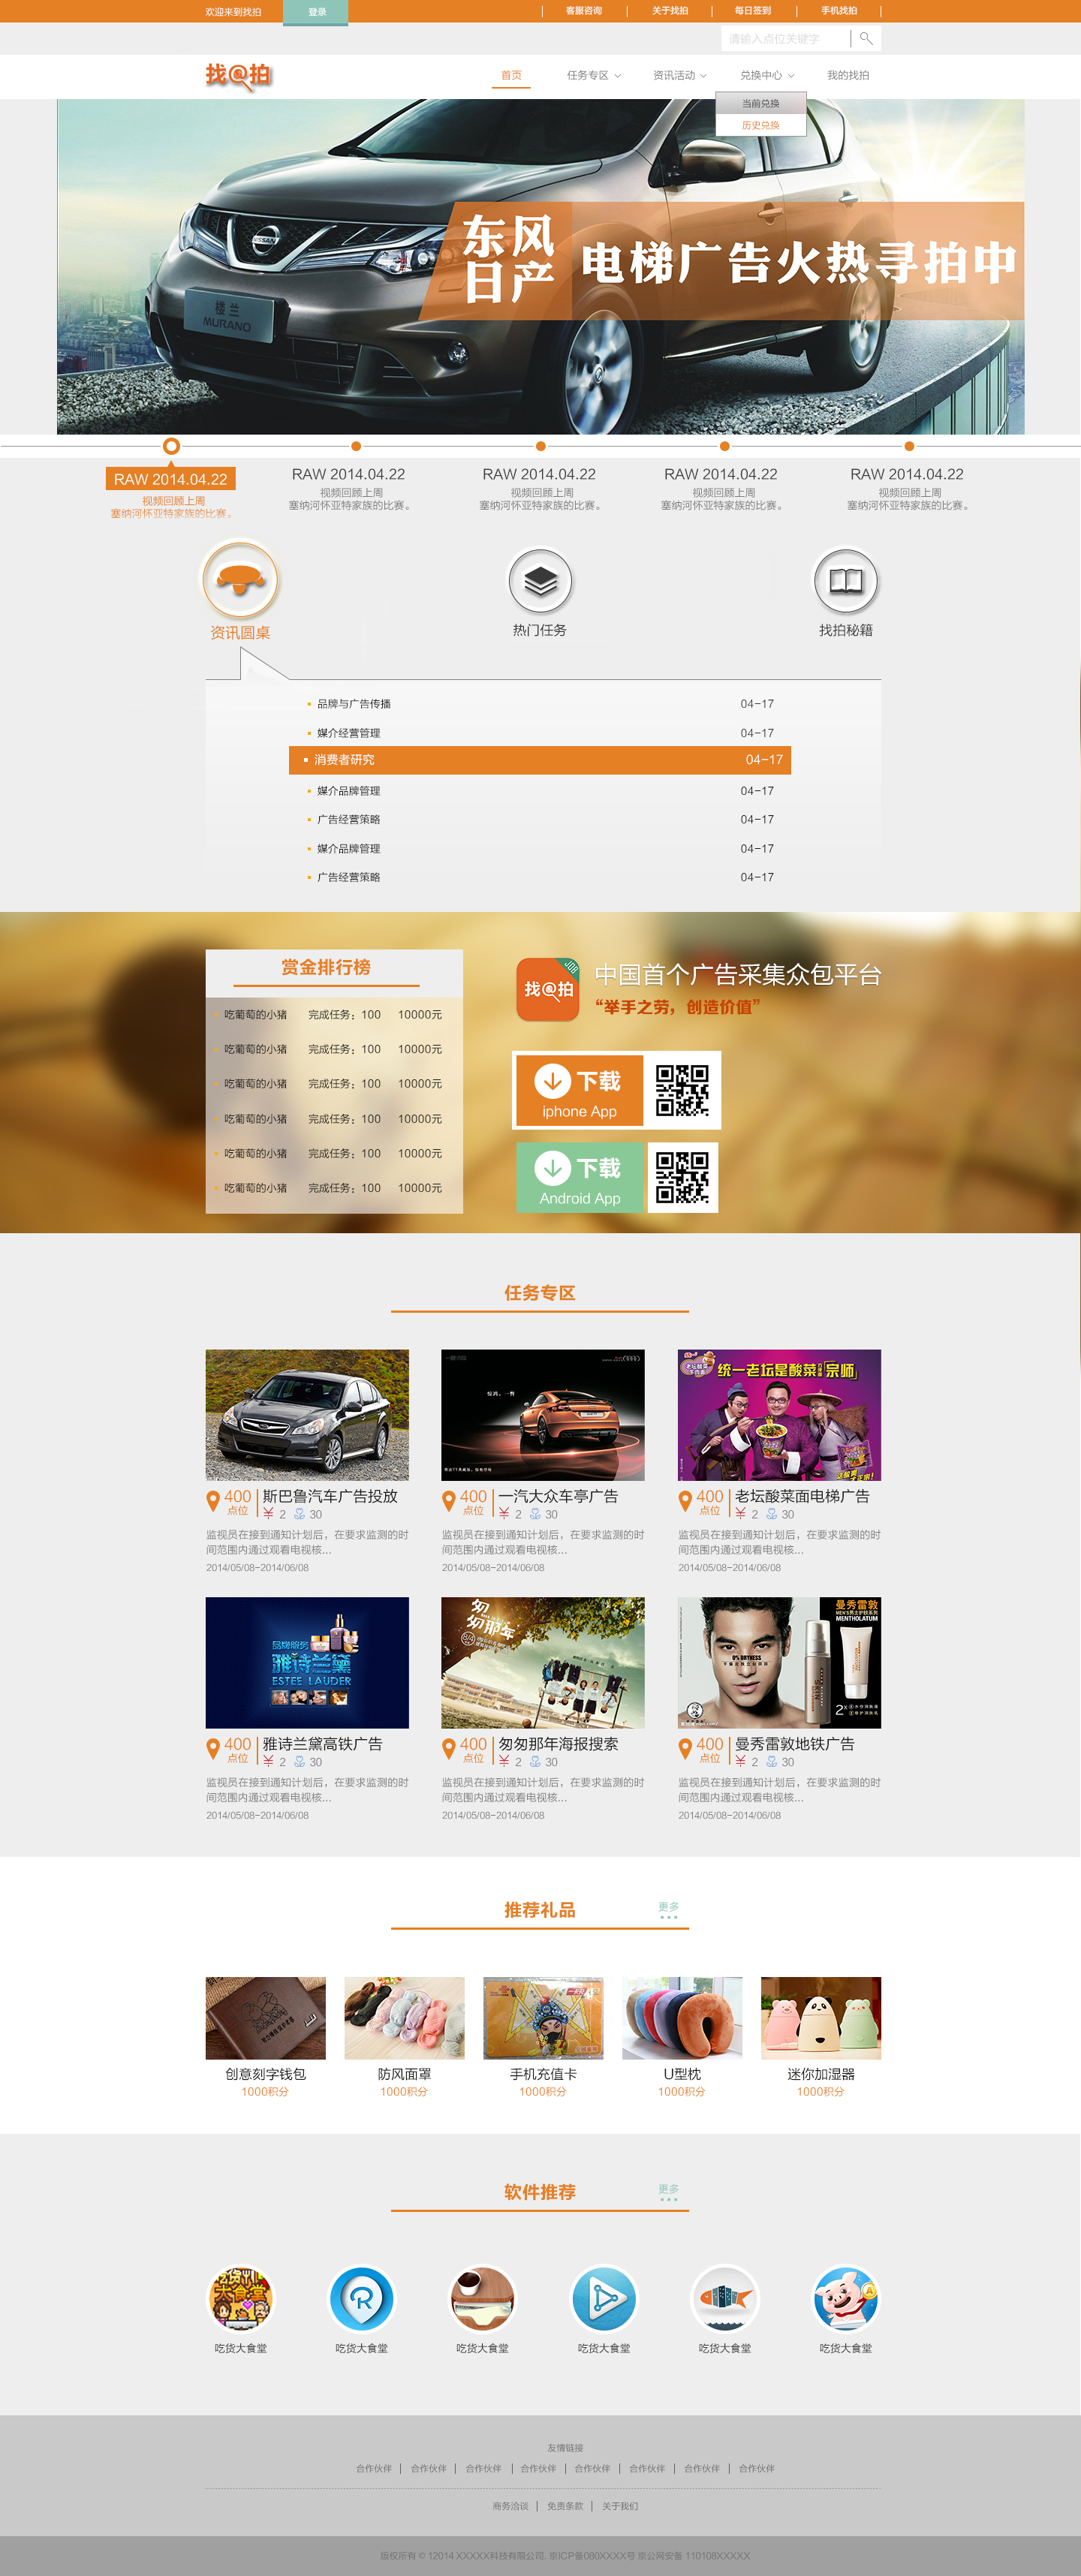 欢迎来到找拍
登录
客服咨询
关于找拍
每日签到
手机找拍
请输入点位关键字
找@拍
首页
任务专区
资讯活动
兑换中心
我的找拍
当前兑换
历史兑换
NISSAN
楼兰
MURANO
东风
日产
电梯广告火热寻拍中
RAW 2014.04.22
视频回顾上周
塞纳河怀亚特家族的比赛。
RAW 2014.04.22
视频回顾上周
塞纳河怀亚特家族的比赛。
RAW 2014.04.22
视频回顾上周
塞纳河怀亚特家族的比赛。
RAW 2014.04.22
视频回顾上周
塞纳河怀亚特家族的比赛。
RAW 2014.04.22
视频回顾上周
塞纳河怀亚特家族的比赛。
资讯圆桌
热门任务
找拍秘籍
品牌与广告传播 04-17
媒介经营管理 04-17
消费者研究 04-17
媒介品牌管理 04-17
广告经营策略 04-17
媒介品牌管理 04-17
广告经营策略 04-17
赏金排行榜
吃葡萄的小猪 完成任务：100 10000元
吃葡萄的小猪 完成任务：100 10000元
吃葡萄的小猪 完成任务：100 10000元
吃葡萄的小猪 完成任务：100 10000元
吃葡萄的小猪 完成任务：100 10000元
吃葡萄的小猪 完成任务：100 10000元
找@拍
JOB
中国首个广告采集众包平台
“举手之劳，创造价值”
下载
iphone App
下载
Android App
任务专区
400
点位
斯巴鲁汽车广告投放
2 30
监视员在接到通知计划后，在要求监测的时
间范围内通过观看电视核...
2014/05/08-2014/06/08
400
点位
一汽大众车亭广告
2 30
监视员在接到通知计划后，在要求监测的时
间范围内通过观看电视核...
2014/05/08-2014/06/08
统一老坛是酸菜 宗师
400
点位
老坛酸菜面电梯广告
2 30
监视员在接到通知计划后，在要求监测的时
间范围内通过观看电视核...
2014/05/08-2014/06/08
品牌服务
雅诗兰黛
ESTEE LAUDER
400
点位
雅诗兰黛高铁广告
2 30
监视员在接到通知计划后，在要求监测的时
间范围内通过观看电视核...
2014/05/08-2014/06/08
匆
匆那年
400
点位
匆匆那年海报搜索
2 30
监视员在接到通知计划后，在要求监测的时
间范围内通过观看电视核...
2014/05/08-2014/06/08
曼秀雷敦
MENTHOLATUM
0% DRYNESS
2x
400
点位
曼秀雷敦地铁广告
2 30
监视员在接到通知计划后，在要求监测的时
间范围内通过观看电视核...
2014/05/08-2014/06/08
推荐礼品
更多
创意刻字钱包
1000积分
防风面罩
1000积分
手机充值卡
1000积分
U型枕
1000积分
迷你加湿器
1000积分
软件推荐
更多
吃货大食堂
吃货大食堂
吃货大食堂
吃货大食堂
吃货大食堂
吃货大食堂
友情链接
合作伙伴
合作伙伴
合作伙伴
合作伙伴
合作伙伴
合作伙伴
合作伙伴
合作伙伴
商务洽谈
免责条款
关于我们
版权所有 © 12014 XXXXX科技有限公司. 京ICP备080XXXX号 京公网安备 110108XXXXX